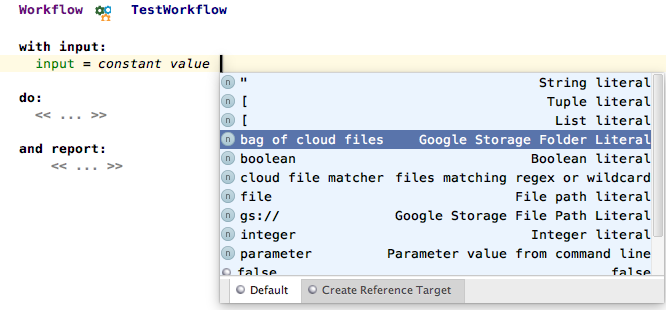 Workflow TestWorkflow
with input:
input = constant value
do:
<< ... >>
and report:
<< ... >>
" String literal
[ Tuple literal
[ List literal
bag of cloud files Google Storage Folder Literal
boolean Boolean literal
cloud file matcher files matching regex or wildcard
file File path literal
gs:// Google Storage File Path Literal
integer Integer literal
parameter Parameter value from command line
false false
Default Create Reference Target